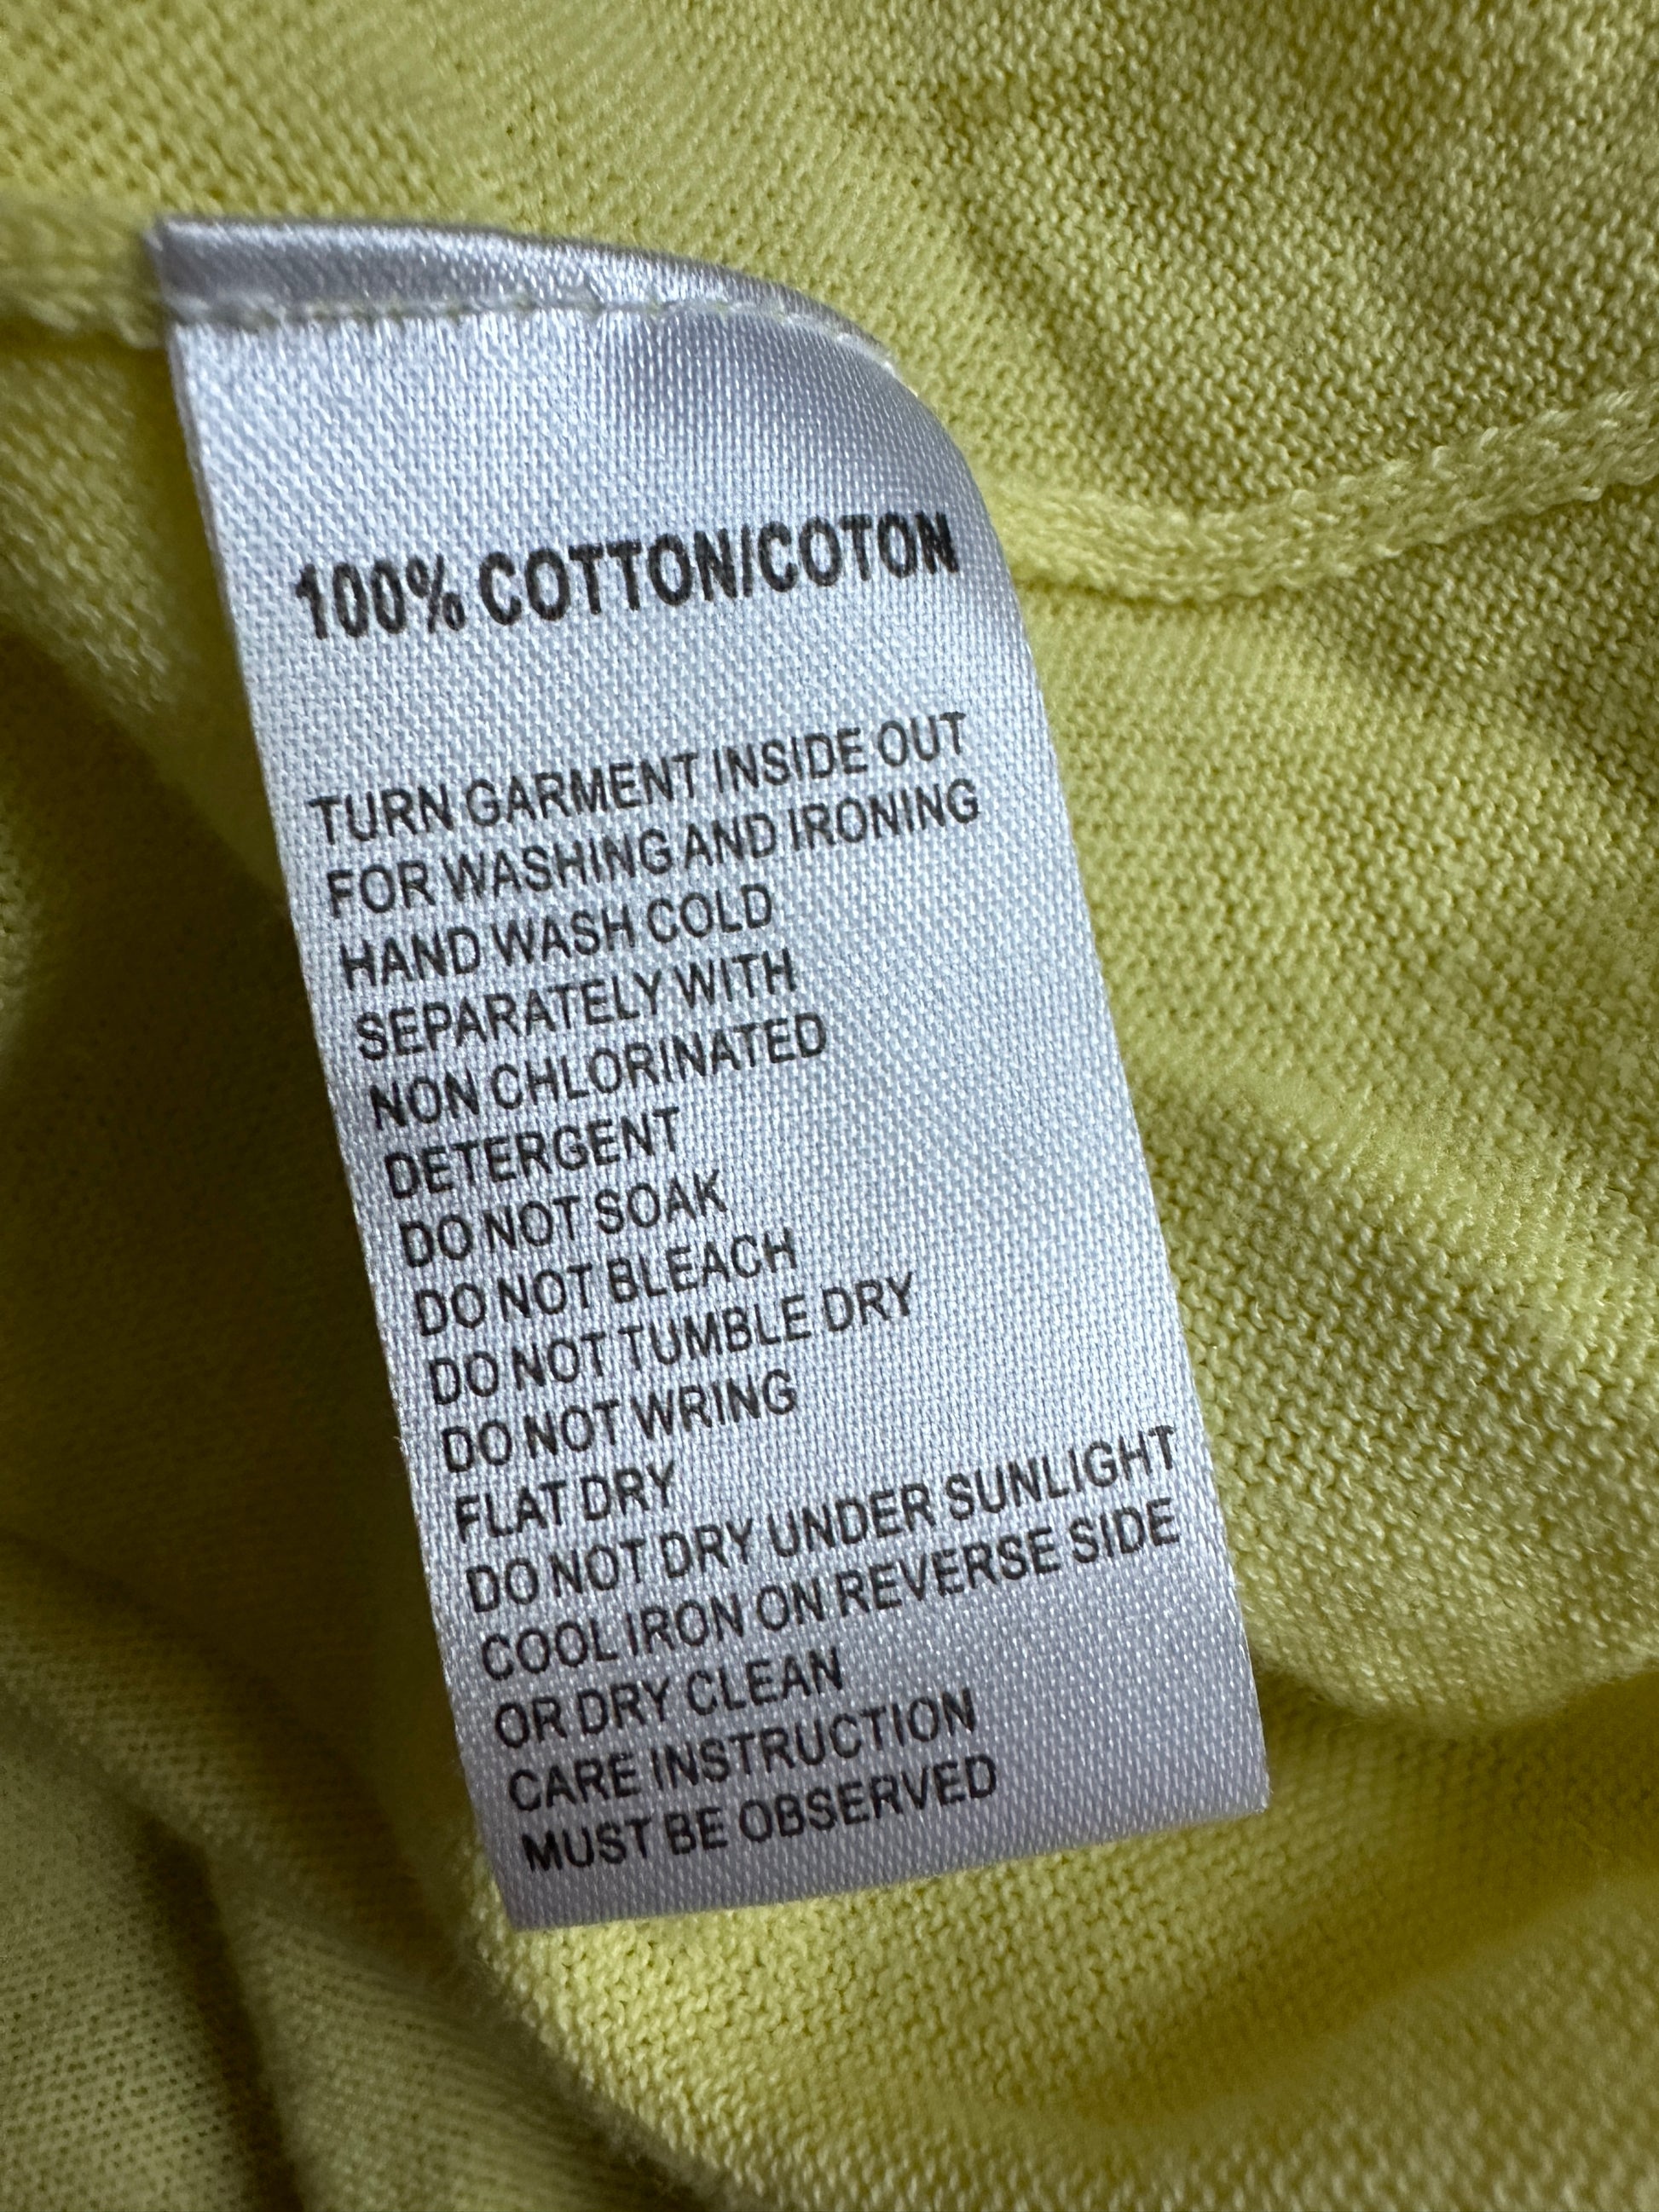 100% COTTON/COTON
TURN GARMENT INSIDE OUT
FOR WASHING AND IRONING
HAND WASH COLD
SEPARATELY WITH
NON CHLORINATED
DETERGENT
DO NOT SOAK
DO NOT BLEACH
DO NOT TUMBLE DRY
DO NOT WRING
FLAT DRY
DO NOT DRY UNDER SUNLIGHT
COOL IRON ON REVERSE SIDE
OR DRY CLEAN
CARE INSTRUCTION
MUST BE OBSERVED